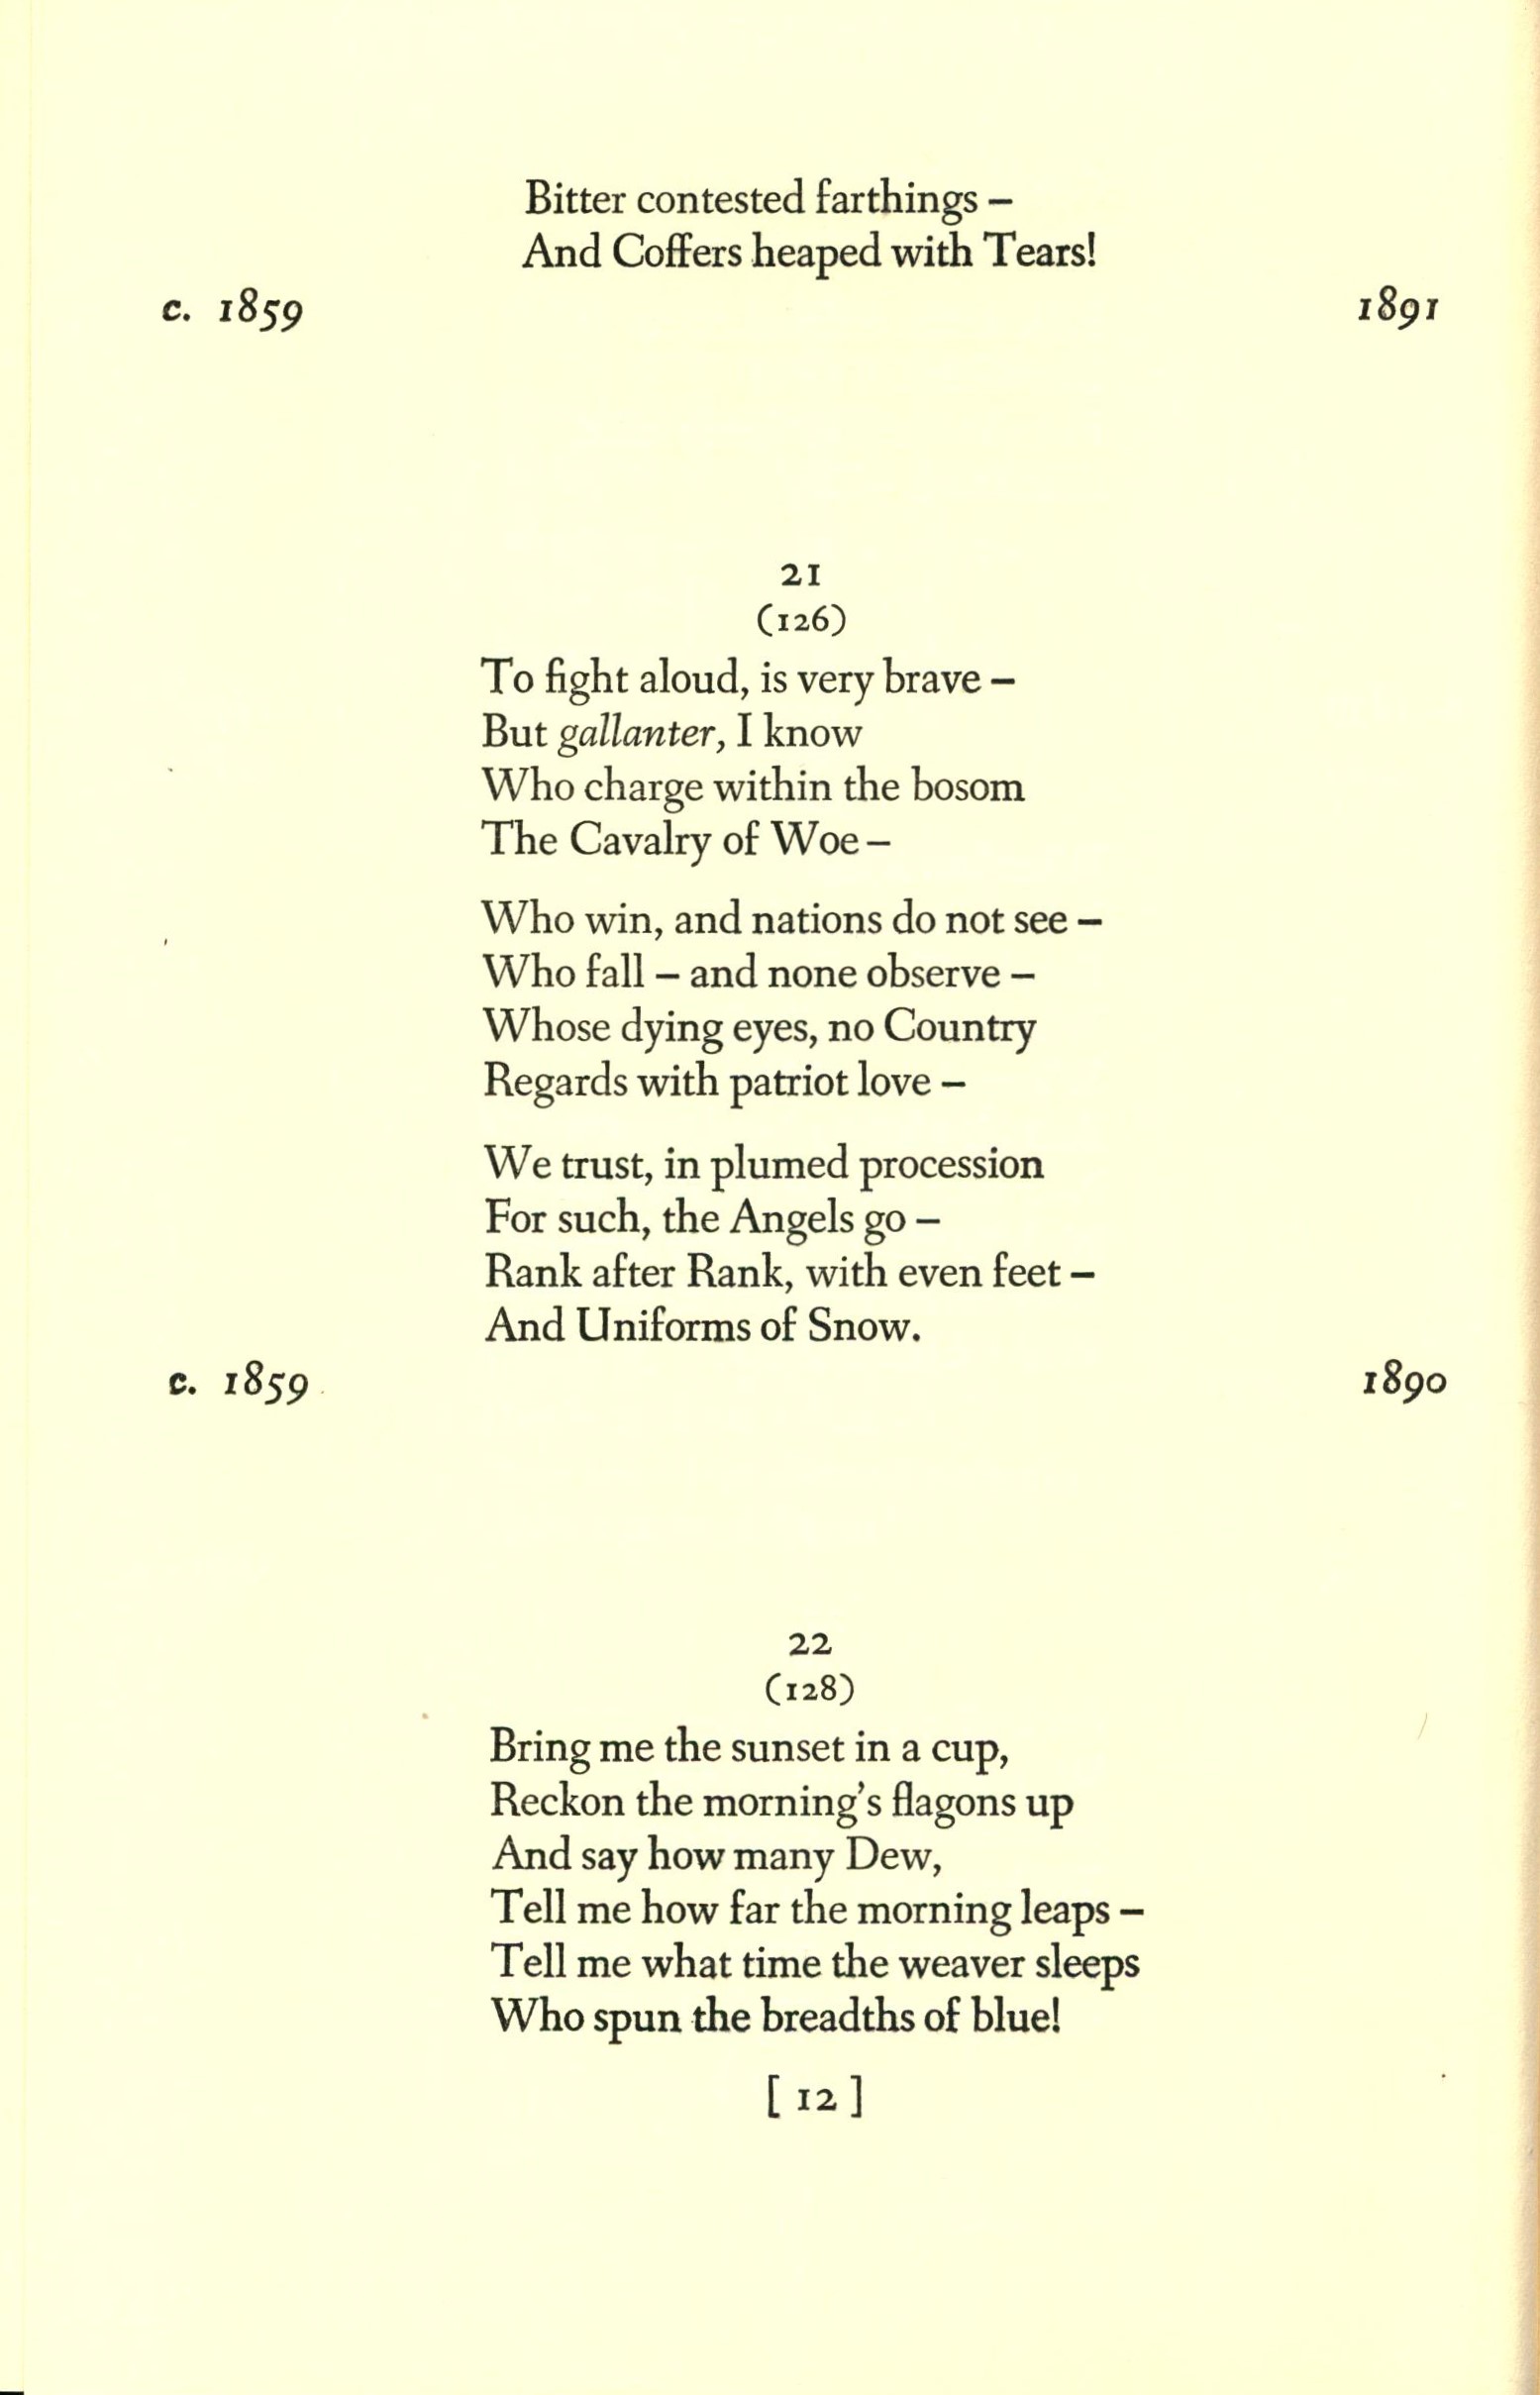 Bitter contested farthings –
And Coffers heaped with Tears!
c. 1859 1891
21
(126)
To fight aloud, is very brave –
But gallanter, I know
Who charge within the bosom
The Cavalry of Woe –
Who win, and nations do not see –
Who fall – and none observe –
Whose dying eyes, no Country
Regards with patriot love –
We trust, in plumed procession
For such, the Angels go –
Rank after Rank, with even feet –
And Uniforms of Snow.
c. 1859 1890
22
(128)
Bring me the sunset in a cup,
Reckon the morning's flagons up
And say how many Dew,
Tell me how far the morning leaps –
Tell me what time the weaver sleeps
Who spun the breadths of blue!
[ 12 ]